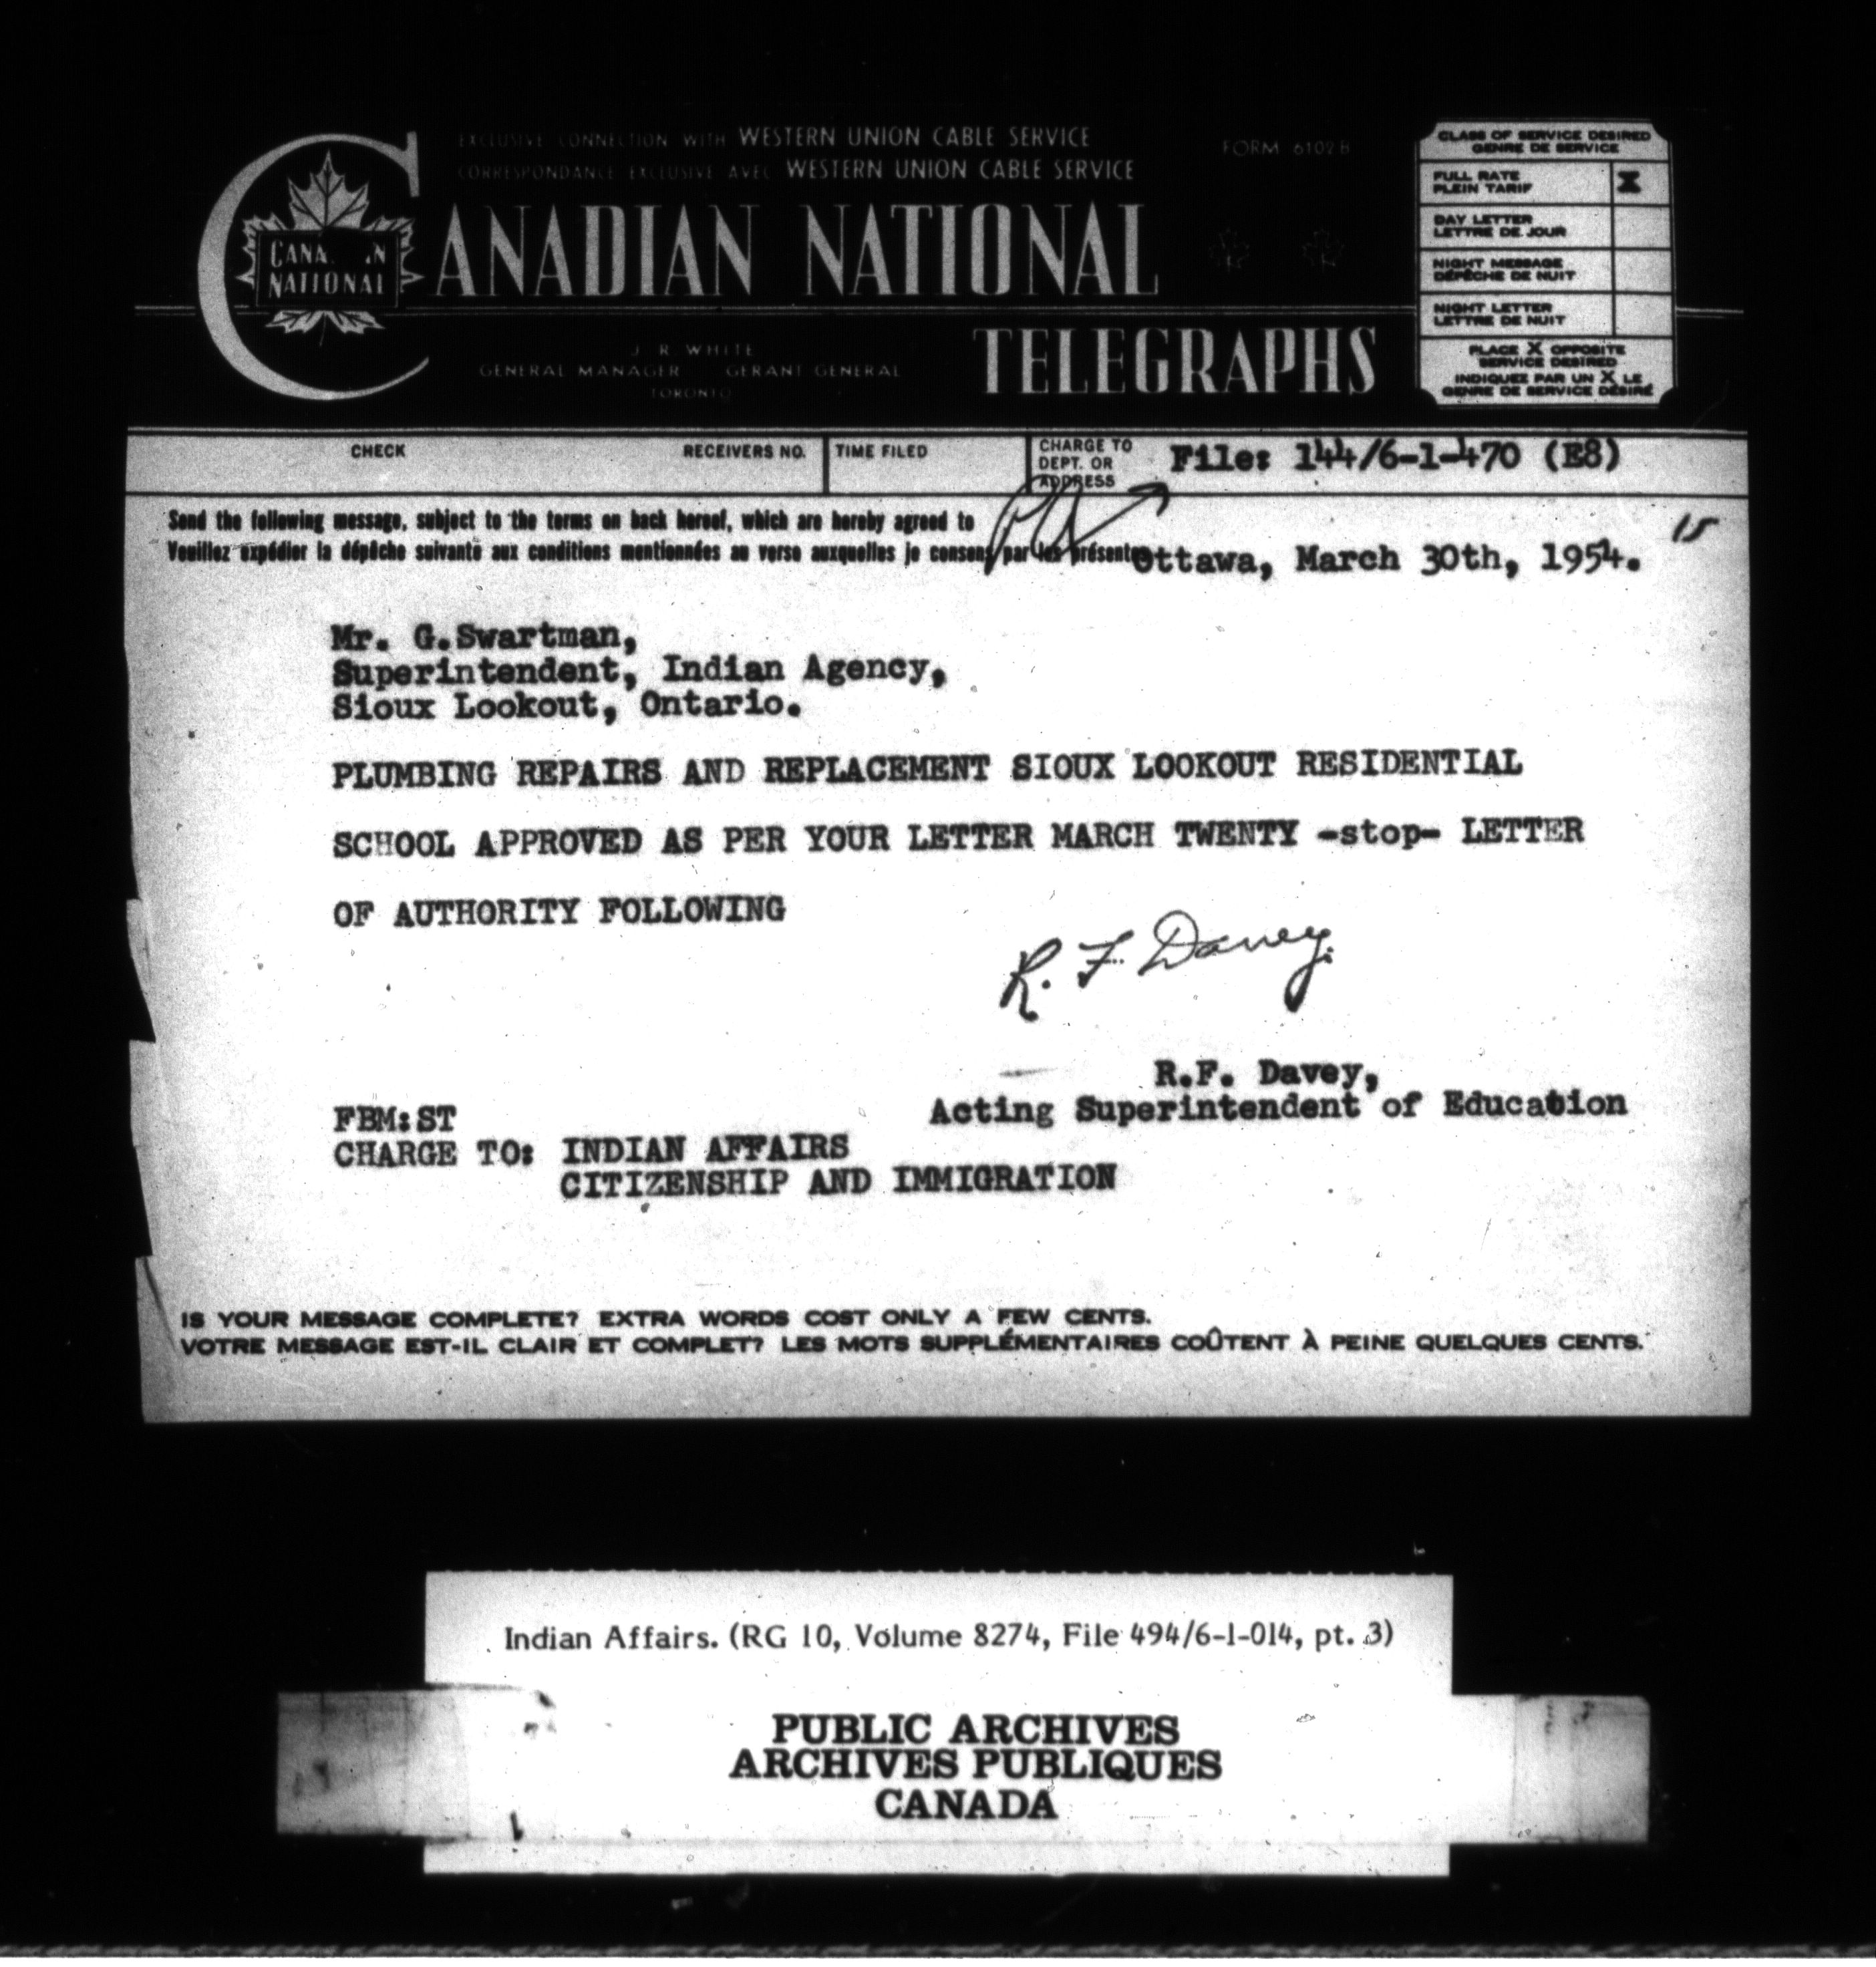 EXCLUSIVE CONNECTION WITH WESTERN UNION CABLE SERVICE
CORRESPONDANCE EXCLUSIVE AVEC WESTERN UNION CABLE SERVICE
FORM 6102B
CANADIAN NATIONAL
CANADIAN NATIONAL
TELEGRAPHS
J. R. WHITE
GENERAL MANAGER GERANT GENERAL
TORONTO
CLASS OF SERVICE DESIRED
GENRE DE SERVICE
FULL RATE
PLEIN TARIF X
DAY LETTER
LETTRE DE JOUR
NIGHT MESSAGE
DÉPÊCHE DE NUIT
NIGHT LETTER
LETTRE DE NUIT
PLACE X OPPOSITE
SERVICE DESIRED
INDIQUEZ PAR UN X LE
GENRE DE SERVICE DÉSIRÉ
CHECK RECEIVERS NO. TIME FILED
CHARGE TO
DEPT. OR
ADDRESS
File: 144/6-1-470 (E8)
Send the following message, subject to the terms on back hereof, which are hereby agreed to
Veuillez expédier la dépêche suivante aux conditions mentionnées au verso auxquelles je consens par les présentes
15
Ottawa, March 30th, 1954.
Mr. G.Swartman,
Superintendent, Indian Agency,
Sioux Lookout, Ontario.
PLUMBING REPAIRS AND REPLACEMENT SIOUX LOOKOUT RESIDENTIAL
SCHOOL APPROVED AS PER YOUR LETTER MARCH TWENTY -stop- LETTER
OF AUTHORITY FOLLOWING
R. F. Davey.
R.F. Davey,
Acting Superintendent of Education
FBM:ST
CHARGE TO: INDIAN AFFAIRS
CITIZENSHIP AND IMMIGRATION
IS YOUR MESSAGE COMPLETE? EXTRA WORDS COST ONLY A FEW CENTS.
VOTRE MESSAGE EST-IL CLAIR ET COMPLET? LES MOTS SUPPLÉMENTAIRES COÛTENT À PEINE QUELQUES CENTS.
Indian Affairs. (RG 10, Volume 8274, File 494/6-1-014, pt. 3)
PUBLIC ARCHIVES
ARCHIVES PUBLIQUES
CANADA